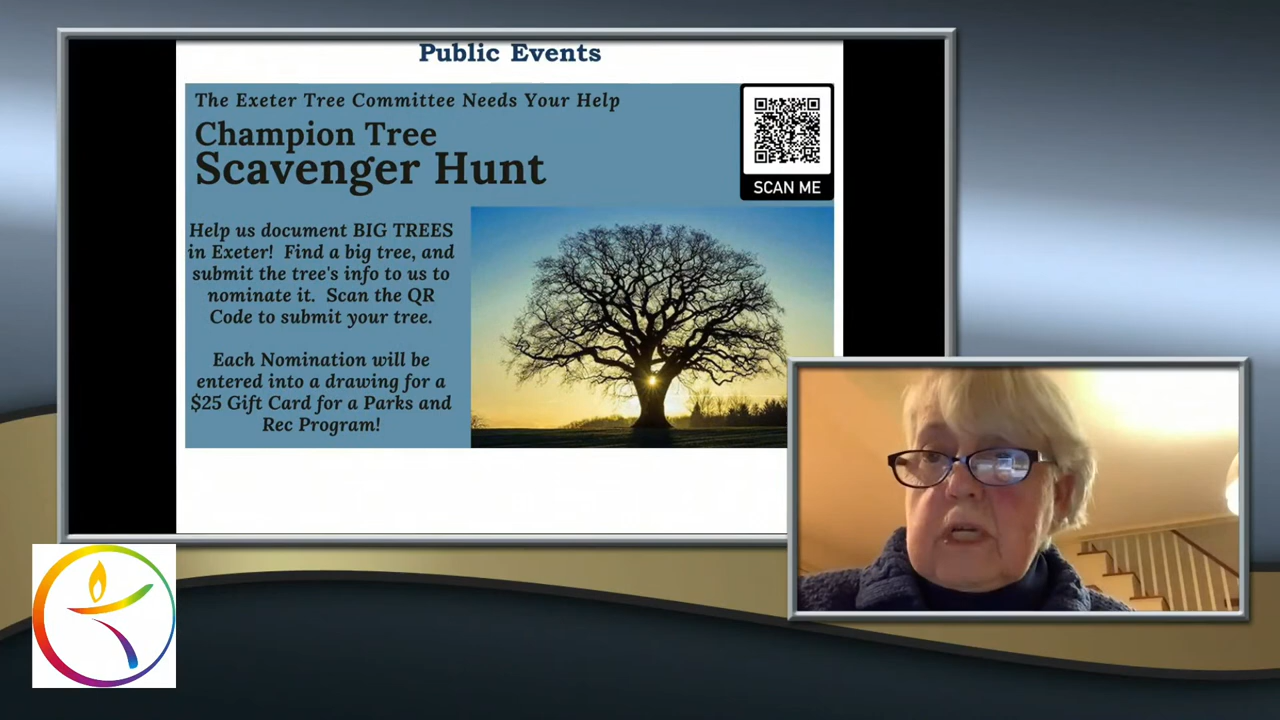 Public Events
The Exeter Tree Committee Needs Your Help
Champion Tree
Scavenger Hunt
SCAN ME
Help us document BIG TREES
in Exeter! Find a big tree, and
submit the tree's info to us to
nominate it. Scan the QR
Code to submit your tree.
Each Nomination will be
entered into a drawing for a
$25 Gift Card for a Parks and
Rec Program!